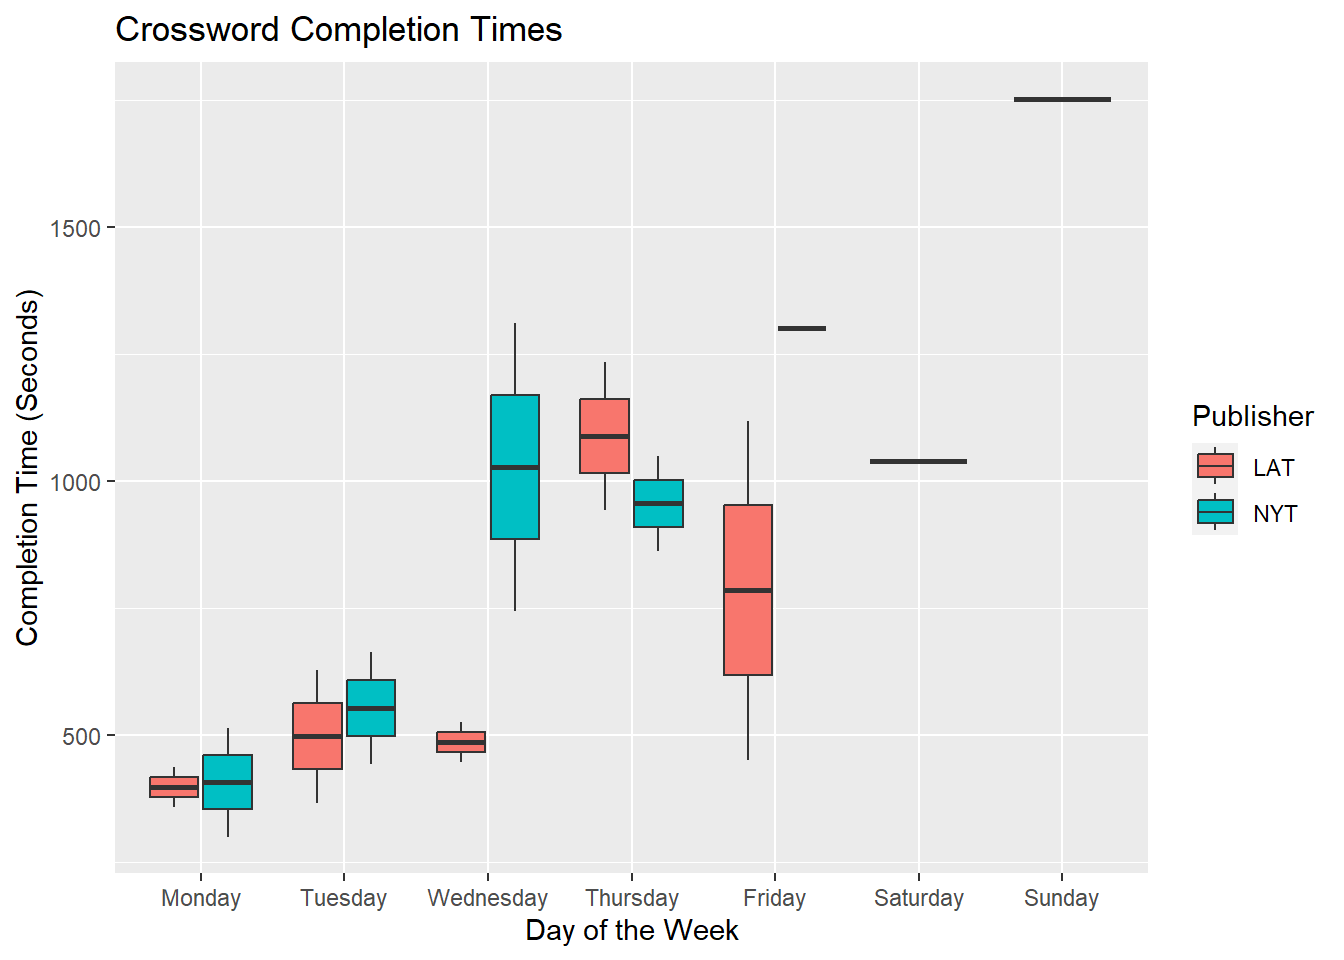 Crossword Completion Times
Completion Time (Seconds)
1500
1000
500
Monday Tuesday Wednesday Thursday Friday Saturday Sunday
Day of the Week
Publisher
LAT
NYT